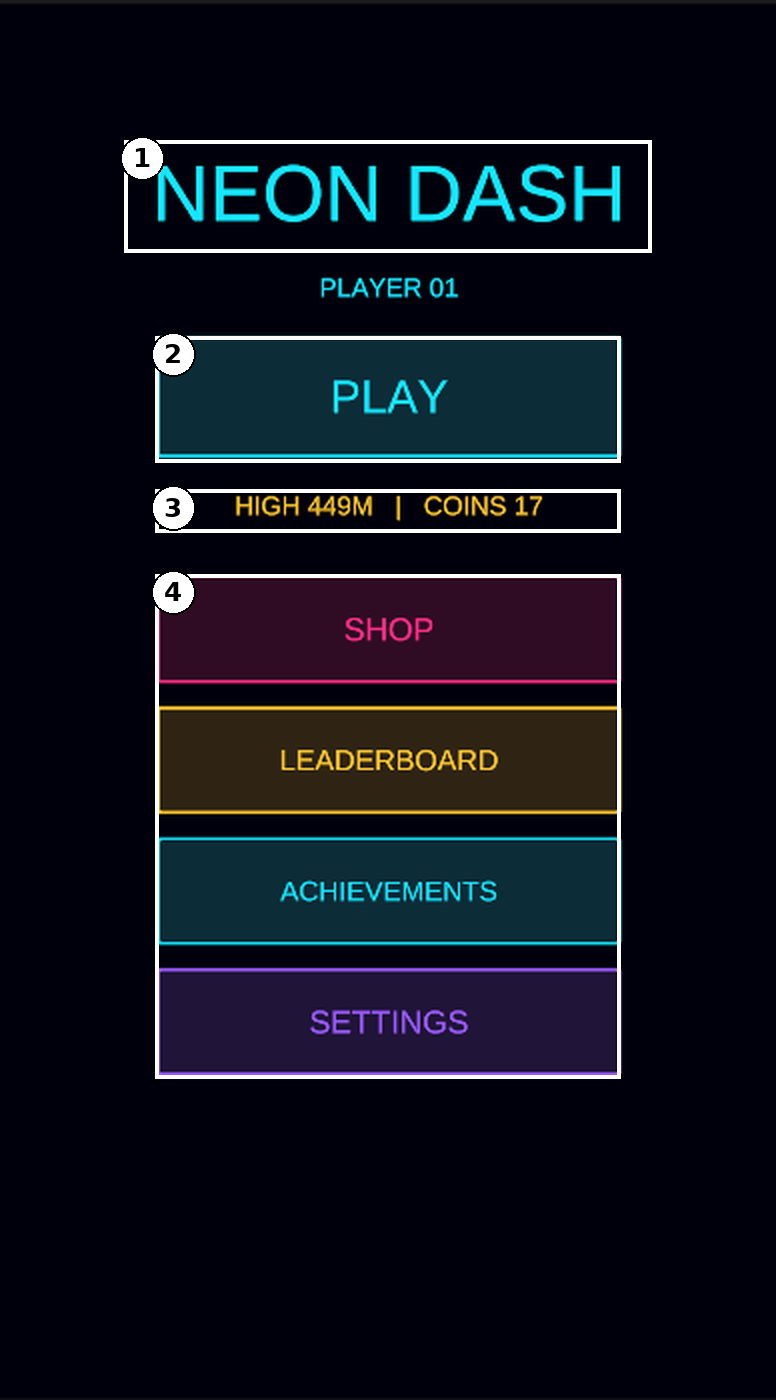 1
NEON DASH
PLAYER 01
2
PLAY
3
HIGH 449M | COINS 17
4
SHOP
LEADERBOARD
ACHIEVEMENTS
SETTINGS